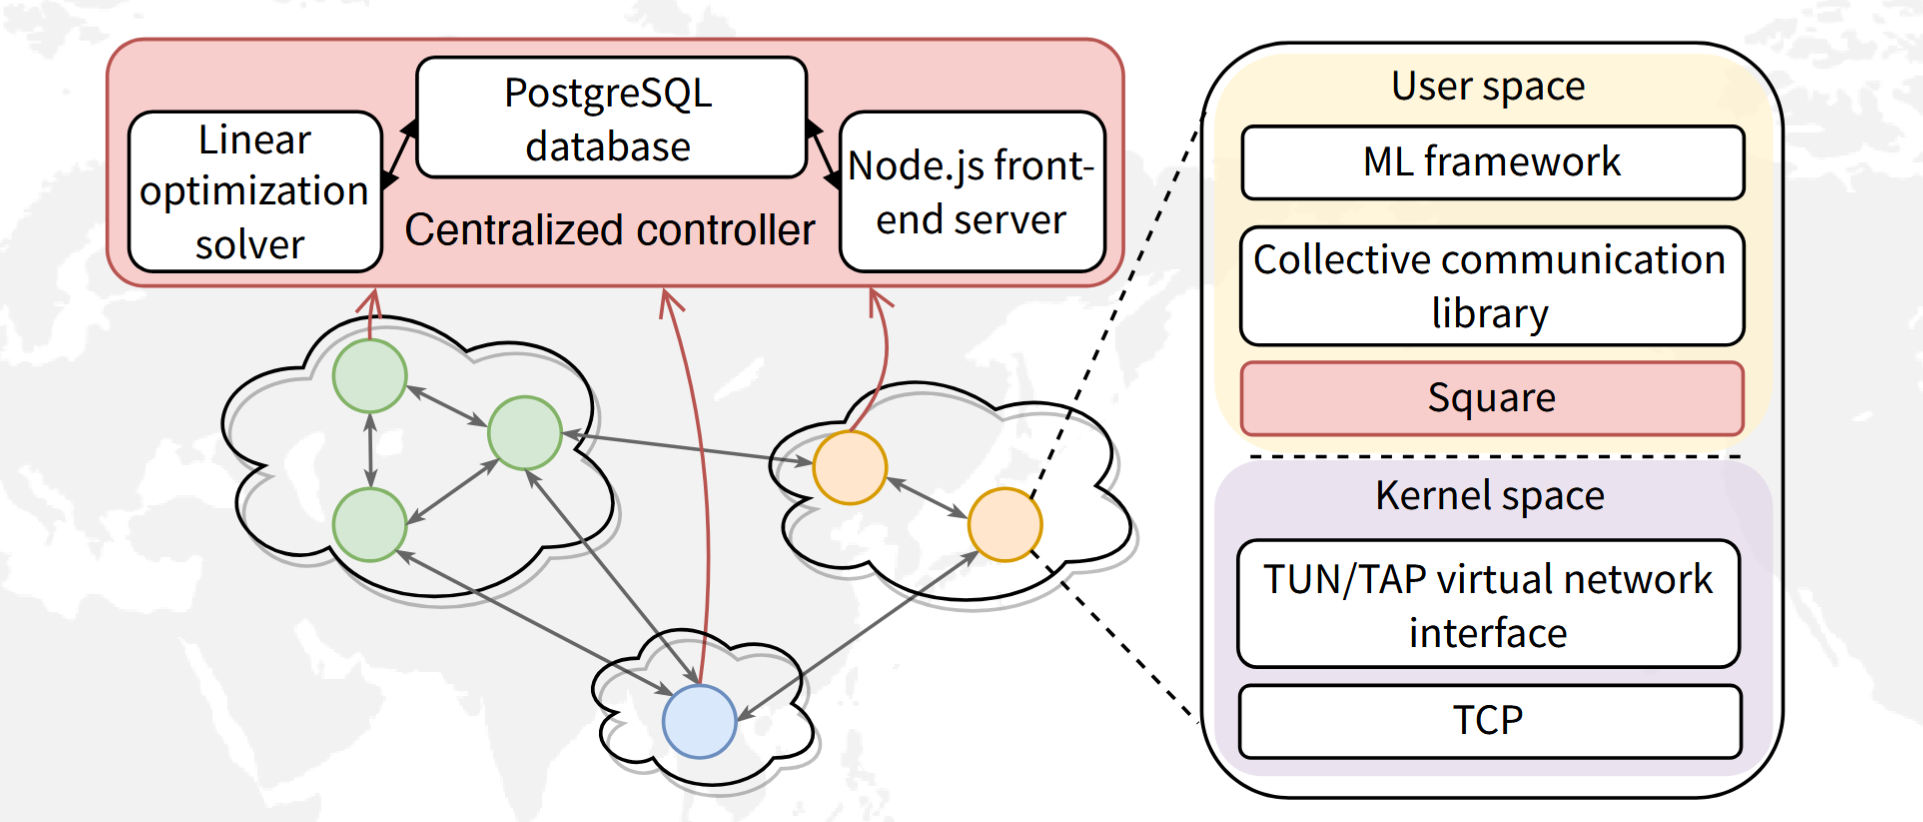 PostgreSQL
database
Linear
optimization
solver
Node.js front-
end server
Centralized controller
User space
ML framework
Collective communication
library
Square
Kernel space
TUN/TAP virtual network
interface
TCP